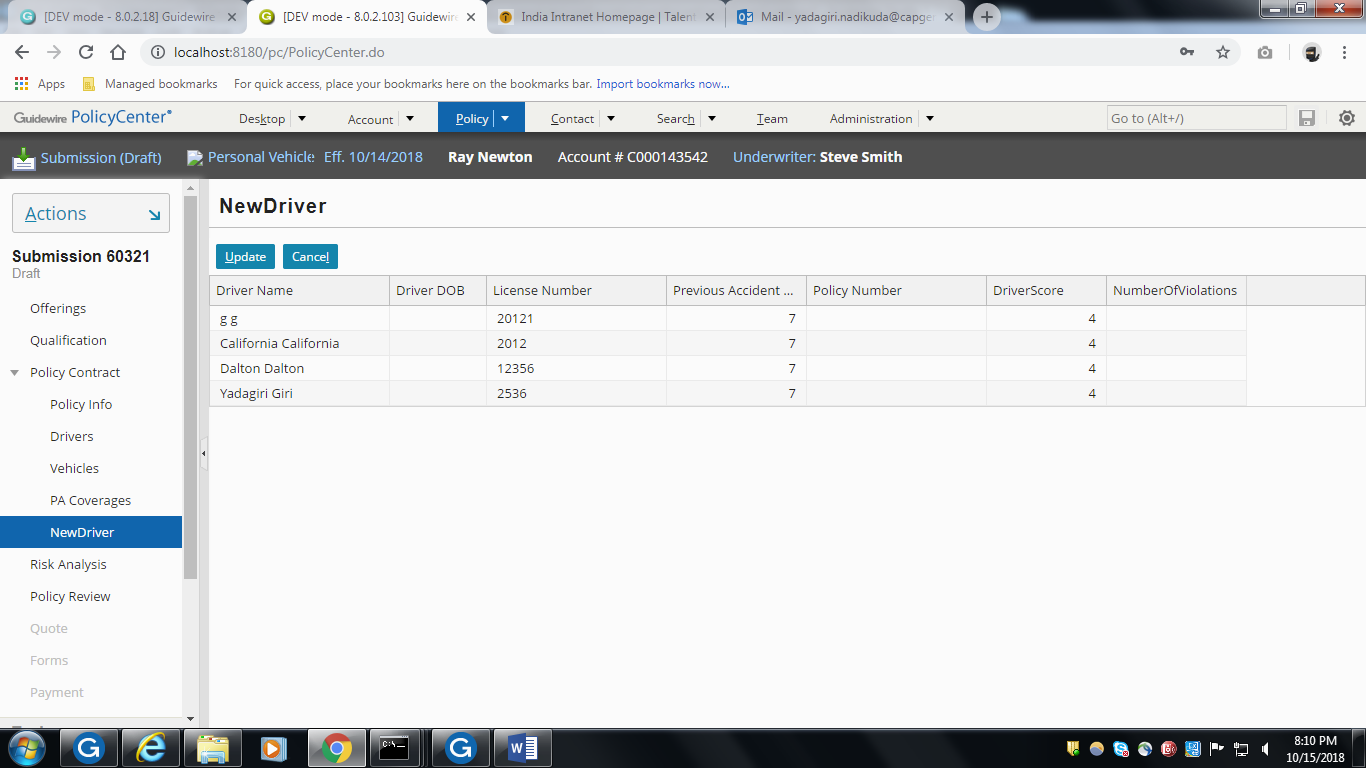 [DEV mode - 8.0.2.18] Guidewire
[DEV mode - 8.0.2.103] Guidewire
India Intranet Homepage | Talent
Mail - yadagiri.nadikuda@capge
localhost:8180/pc/PolicyCenter.do
Apps
Managed bookmarks
For quick access, place your bookmarks here on the bookmarks bar. Import bookmarks now...
Guidewire PolicyCenter
Desktop
Account
Policy
Contact
Search
Team
Administration
Go to (Alt+/)
Submission (Draft)
Personal Vehicle
Eff. 10/14/2018
Ray Newton
Account # C000143542
Underwriter: Steve Smith
Actions
Submission 60321
Draft
Offerings
Qualification
Policy Contract
Policy Info
Drivers
Vehicles
PA Coverages
NewDriver
Risk Analysis
Policy Review
Quote
Forms
Payment
NewDriver
Update Cancel
Driver Name Driver DOB License Number Previous Accident ... Policy Number DriverScore NumberOfViolations
g g 20121 7 4
California California 2012 7 4
Dalton Dalton 12356 7 4
Yadagiri Giri 2536 7 4
8:10 PM
10/15/2018